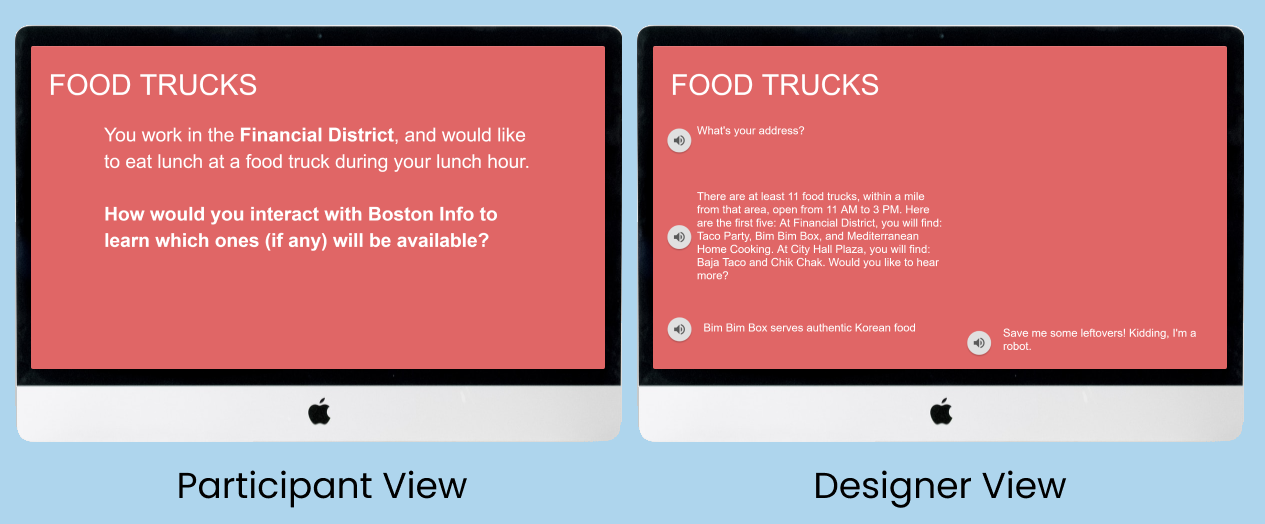 FOOD TRUCKS
You work in the Financial District, and would like
to eat lunch at a food truck during your lunch hour.
How would you interact with Boston Info to
learn which ones (if any) will be available?
Participant View
FOOD TRUCKS
What's your address?
There are at least 11 food trucks, within a mile
from that area, open from 11 AM to 3 PM. Here
are the first five: At Financial District, you will find:
Taco Party, Bim Bim Box, and Mediterranean
Home Cooking. At City Hall Plaza, you will find:
Baja Taco and Chik Chak. Would you like to hear
more?
Bim Bim Box serves authentic Korean food
Save me some leftovers! Kidding, I'm a
robot.
Designer View